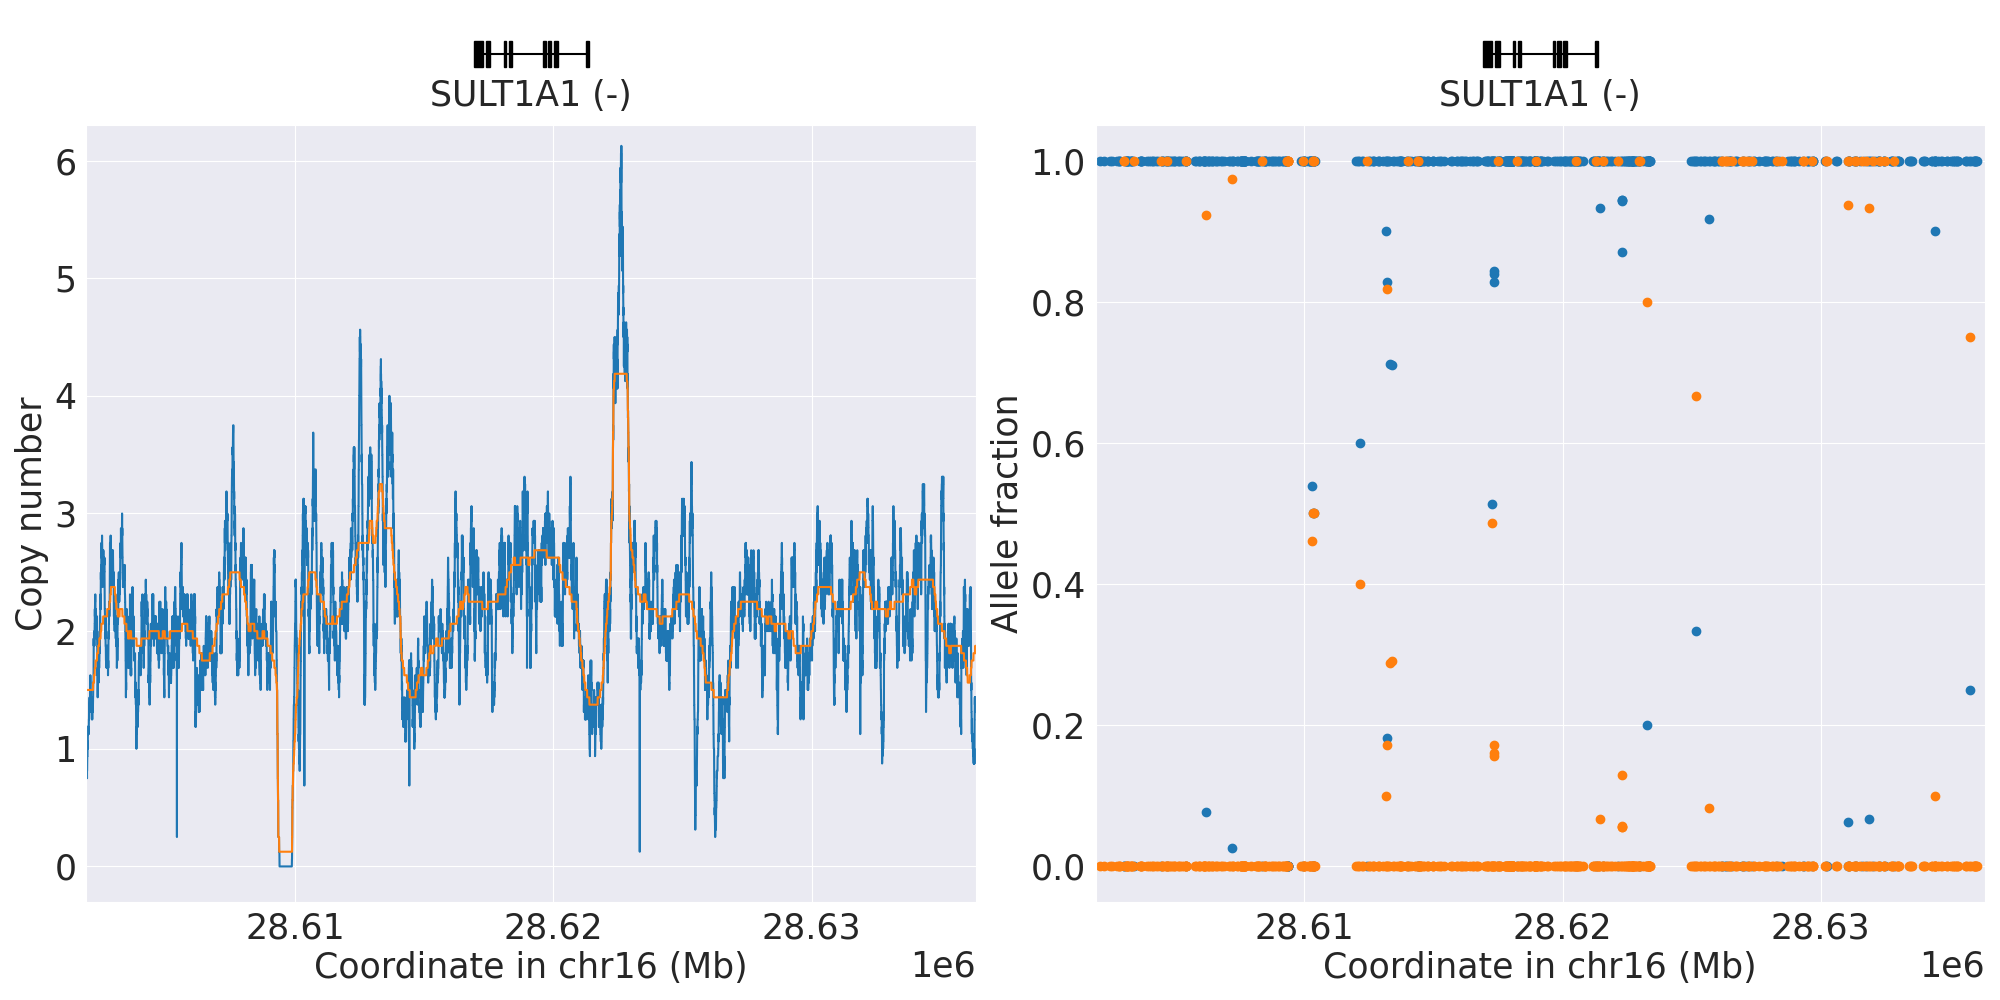 SULT1A1 (-)
6
5
4
3
2
1
0
Copy number
28.61
28.62
28.63
Coordinate in chr16 (Mb)
1e6
SULT1A1 (-)
1.0
0.8
0.6
0.4
0.2
0.0
Allele fraction
28.61
28.62
28.63
Coordinate in chr16 (Mb)
1e6